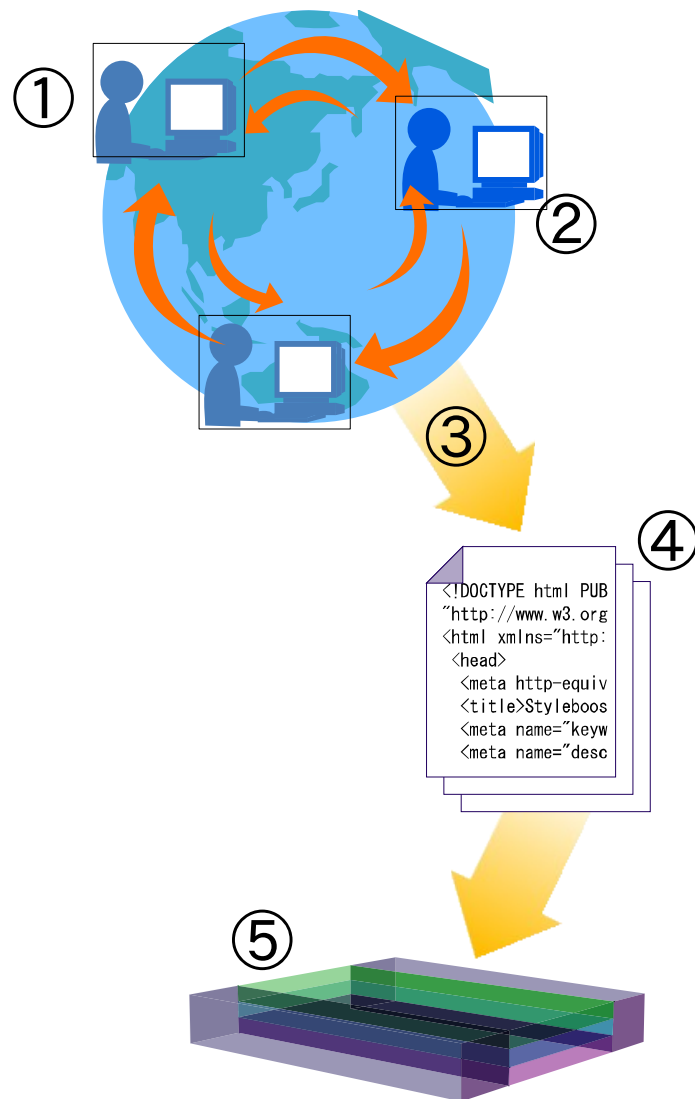 ①
②
③
④
<!DOCTYPE html PUB
"http://www.w3.org
<html xmlns="http:
<head>
<meta http-equiv
<title>Styleboos
<meta name="keyw
<meta name="desc
⑤